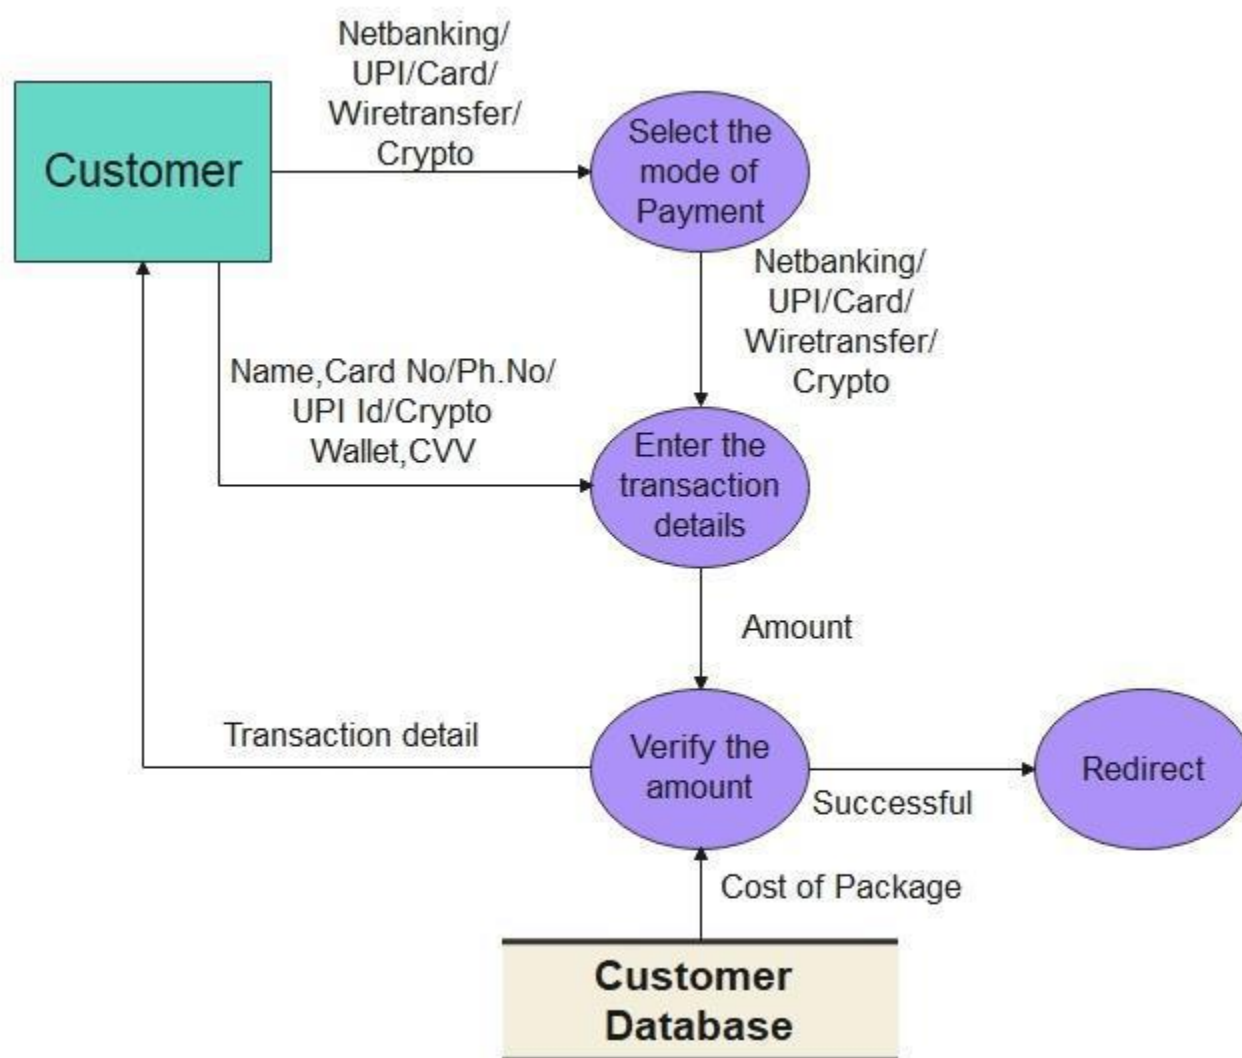 Netbanking/
UPI/Card/
Wiretransfer/
Crypto
Customer
Select the
mode of
Payment
Netbanking/
UPI/Card/
Wiretransfer/
Crypto
Name,Card No/Ph.No/
UPI Id/Crypto
Wallet,CVV
Enter the
transaction
details
Amount
Transaction detail
Verify the
amount
Successful
Redirect
Cost of Package
Customer
Database